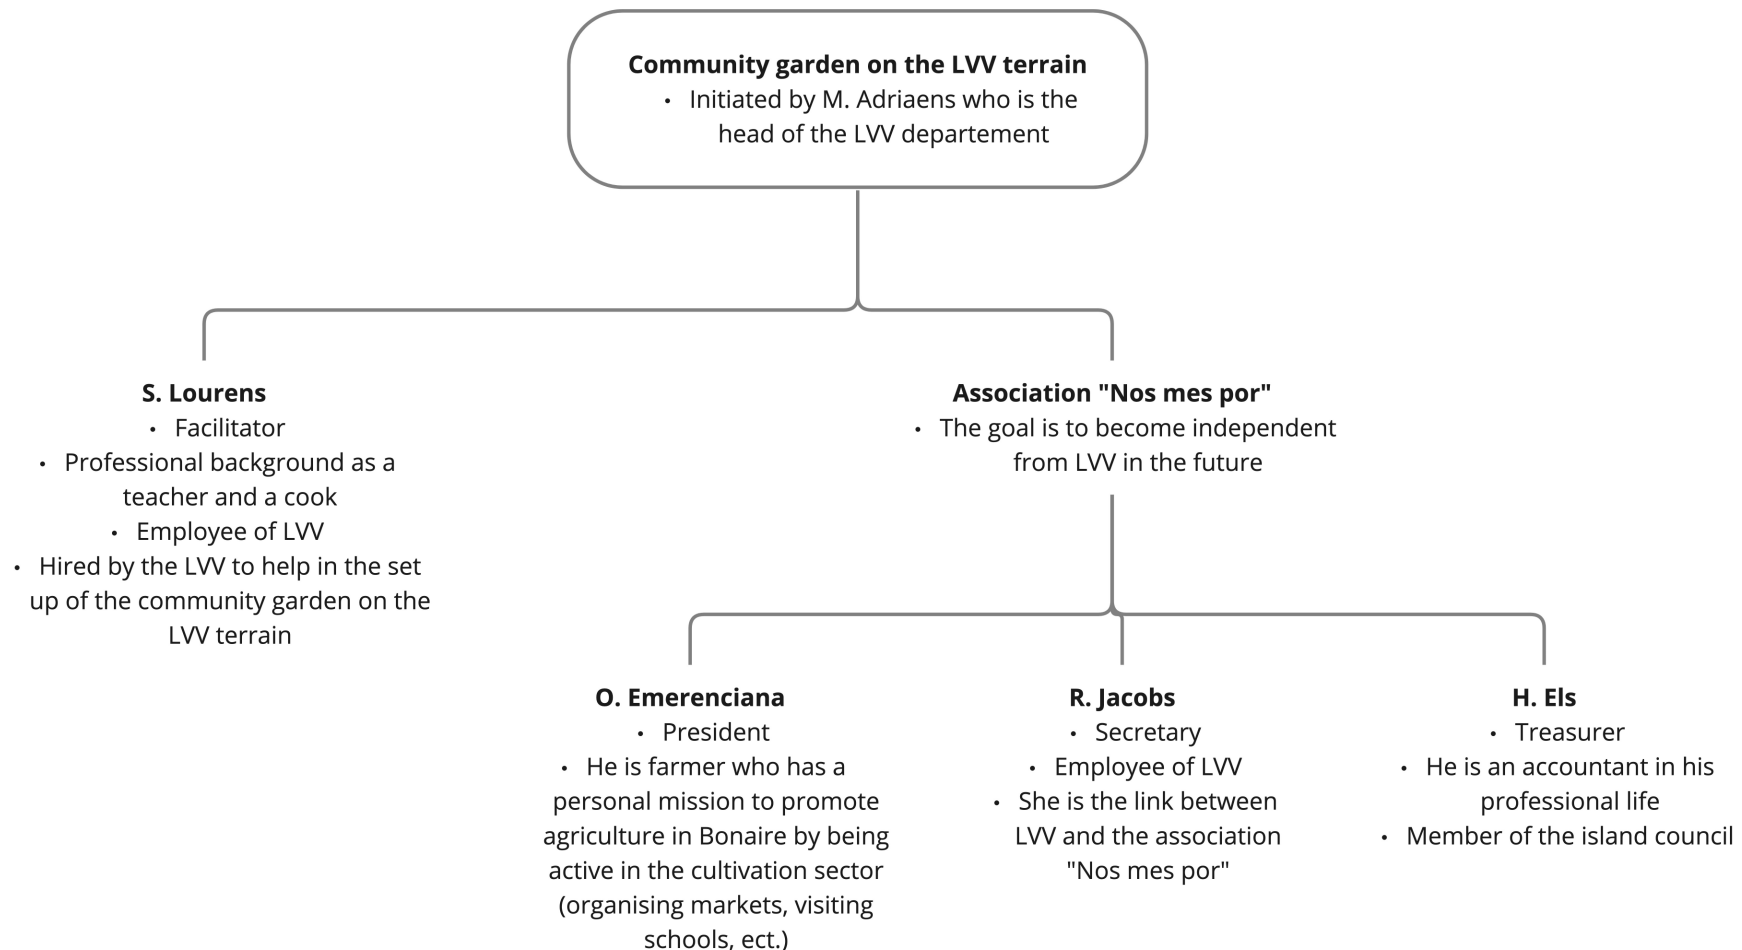 Community garden on the LVV terrain
• Initiated by M. Adriaens who is the
head of the LVV departement
S. Lourens
• Facilitator
• Professional background as a
teacher and a cook
• Employee of LVV
• Hired by the LVV to help in the set
up of the community garden on the
LVV terrain
Association "Nos mes por"
• The goal is to become independent
from LVV in the future
O. Emerenciana
• President
• He is farmer who has a
personal mission to promote
agriculture in Bonaire by being
active in the cultivation sector
(organising markets, visiting
schools, ect.)
R. Jacobs
• Secretary
• Employee of LVV
• She is the link between
LVV and the association
"Nos mes por"
H. Els
• Treasurer
• He is an accountant in his
professional life
• Member of the island council